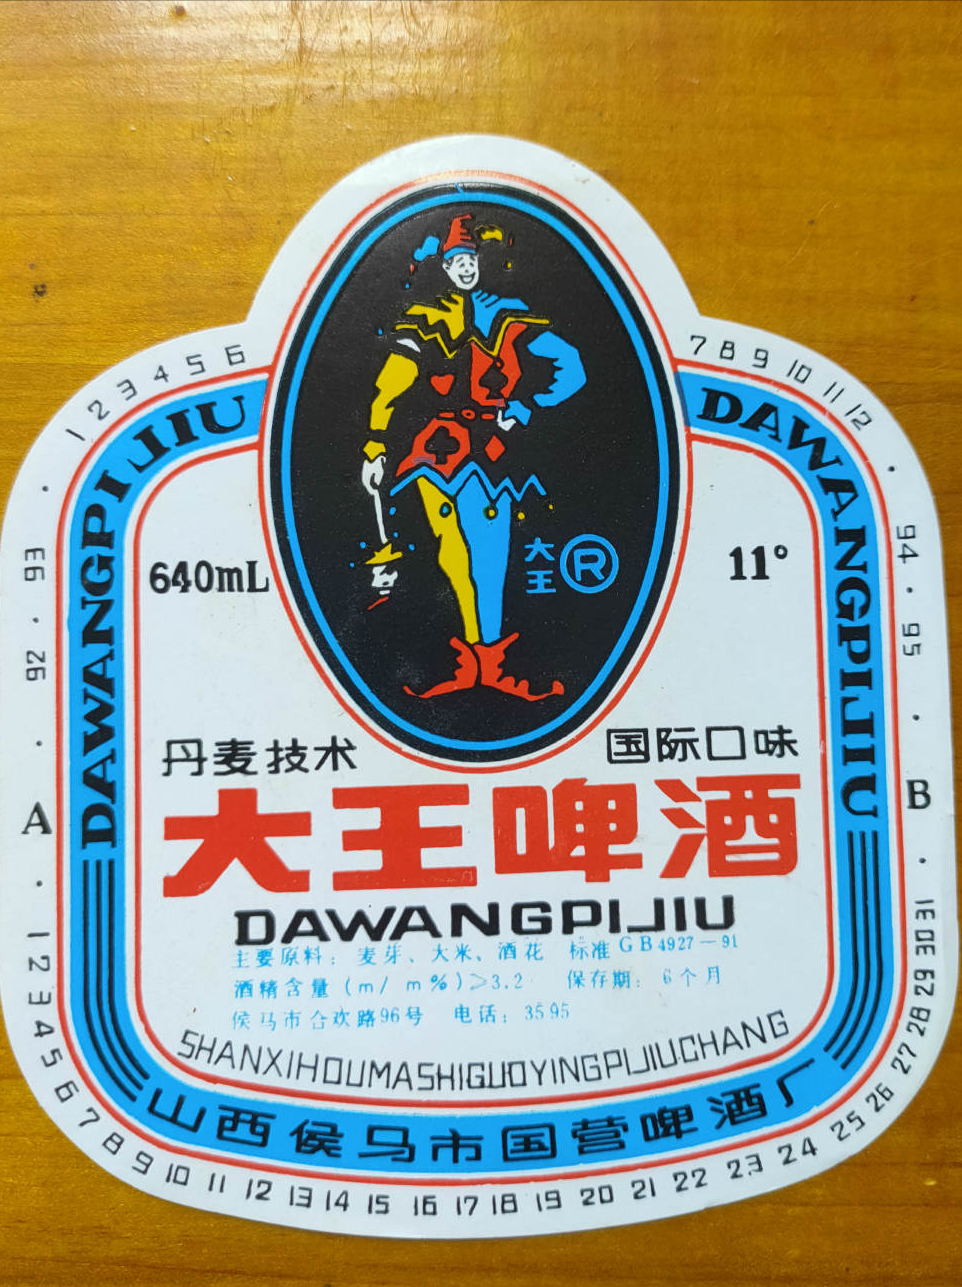 1 2 3 4 5 6
7 8 9 10 11 12
DAWANGPIJIU
DAWANGPIJIU
· 93 · 92 ·
· 94 · 95 ·
640mL
11°
大王
®
丹麦技术
国际口味
A
B
大王啤酒
DAWANGPIJIU
主要原料：麦芽、大米、酒花 标准GB4927－91
酒精含量(m/m%)≥3.2 保存期：6个月
侯马市合欢路96号 电话：3595
SHANXIHOUMASHIGUOYINGPIJIUCHANG
山西侯马市国营啤酒厂
· 1 2 3 4 5 6 7 8 9 10 11 12 13 14 15 16 17 18 19 20 21 22 23 24 25 26 27 28 29 30 31 ·